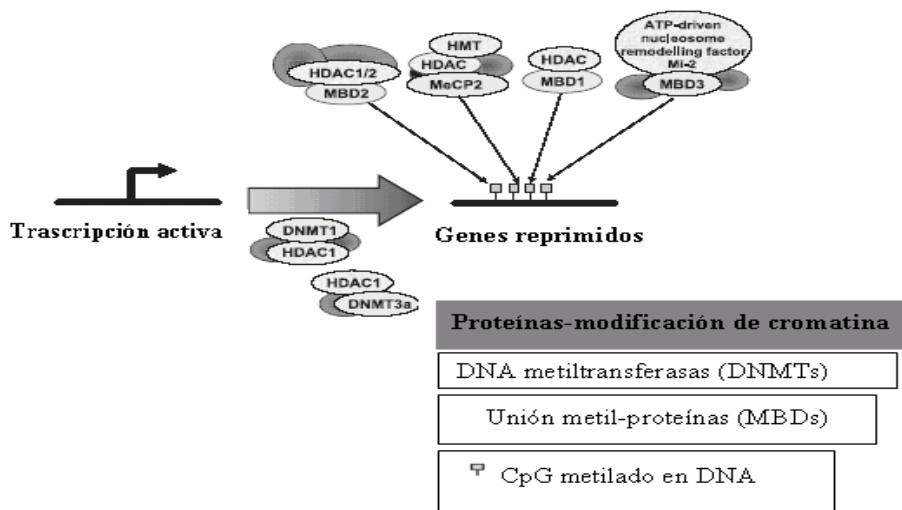 HDAC1/2
MBD2
HMT
HDAC
MeCP2
HDAC
MBD1
ATP-driven
nucleosome
remodelling factor
Mi-2
MBD3
Trascripción activa
DNMT1
HDAC1
HDAC1
DNMT3a
Genes reprimidos
Proteínas-modificación de cromatina
DNA metiltransferasas (DNMTs)
Unión metil-proteínas (MBDs)
CpG metilado en DNA